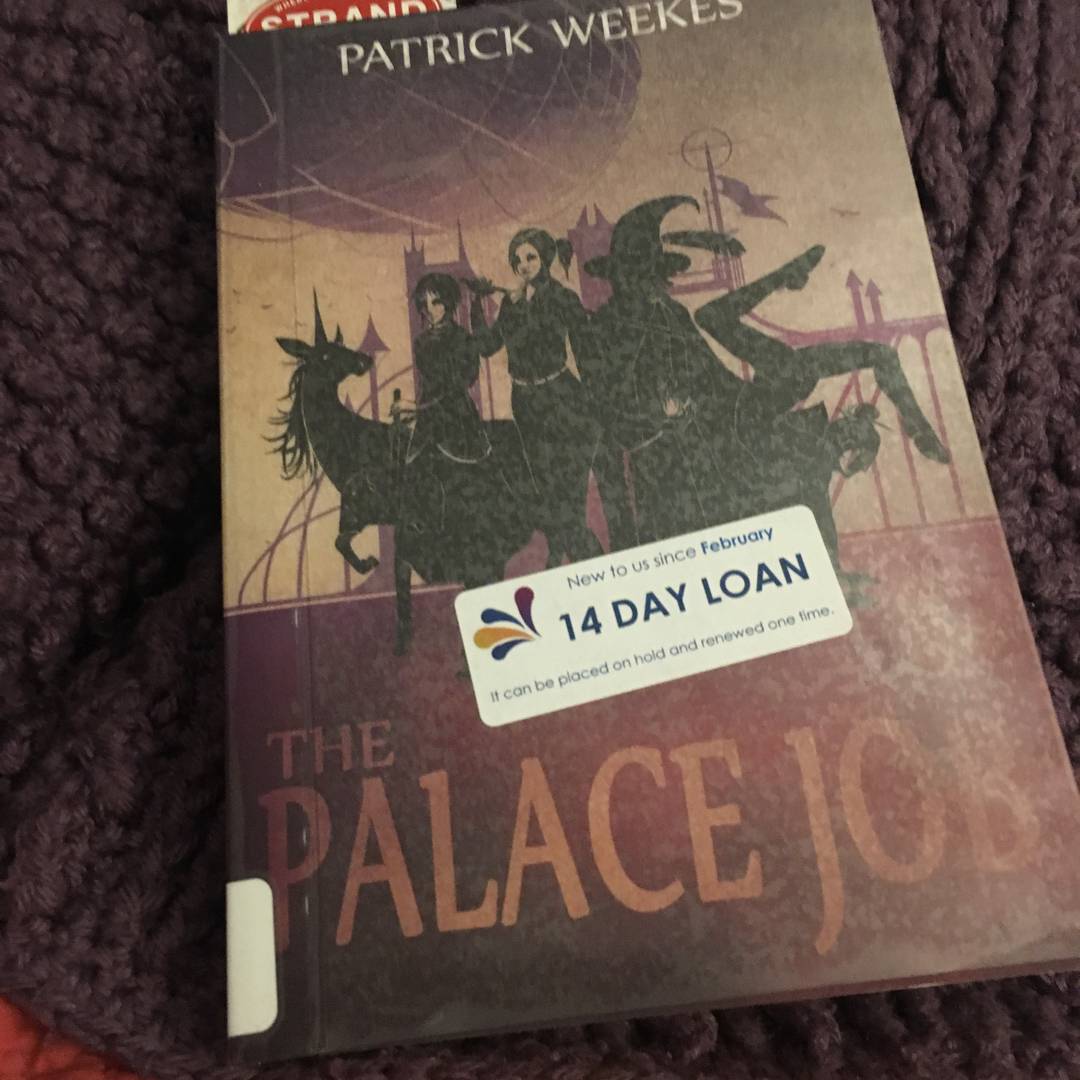 STRAND
PATRICK WEEKES
New to us since February
14 DAY LOAN
It can be placed on hold and renewed one time.
THE
PALACE JOB